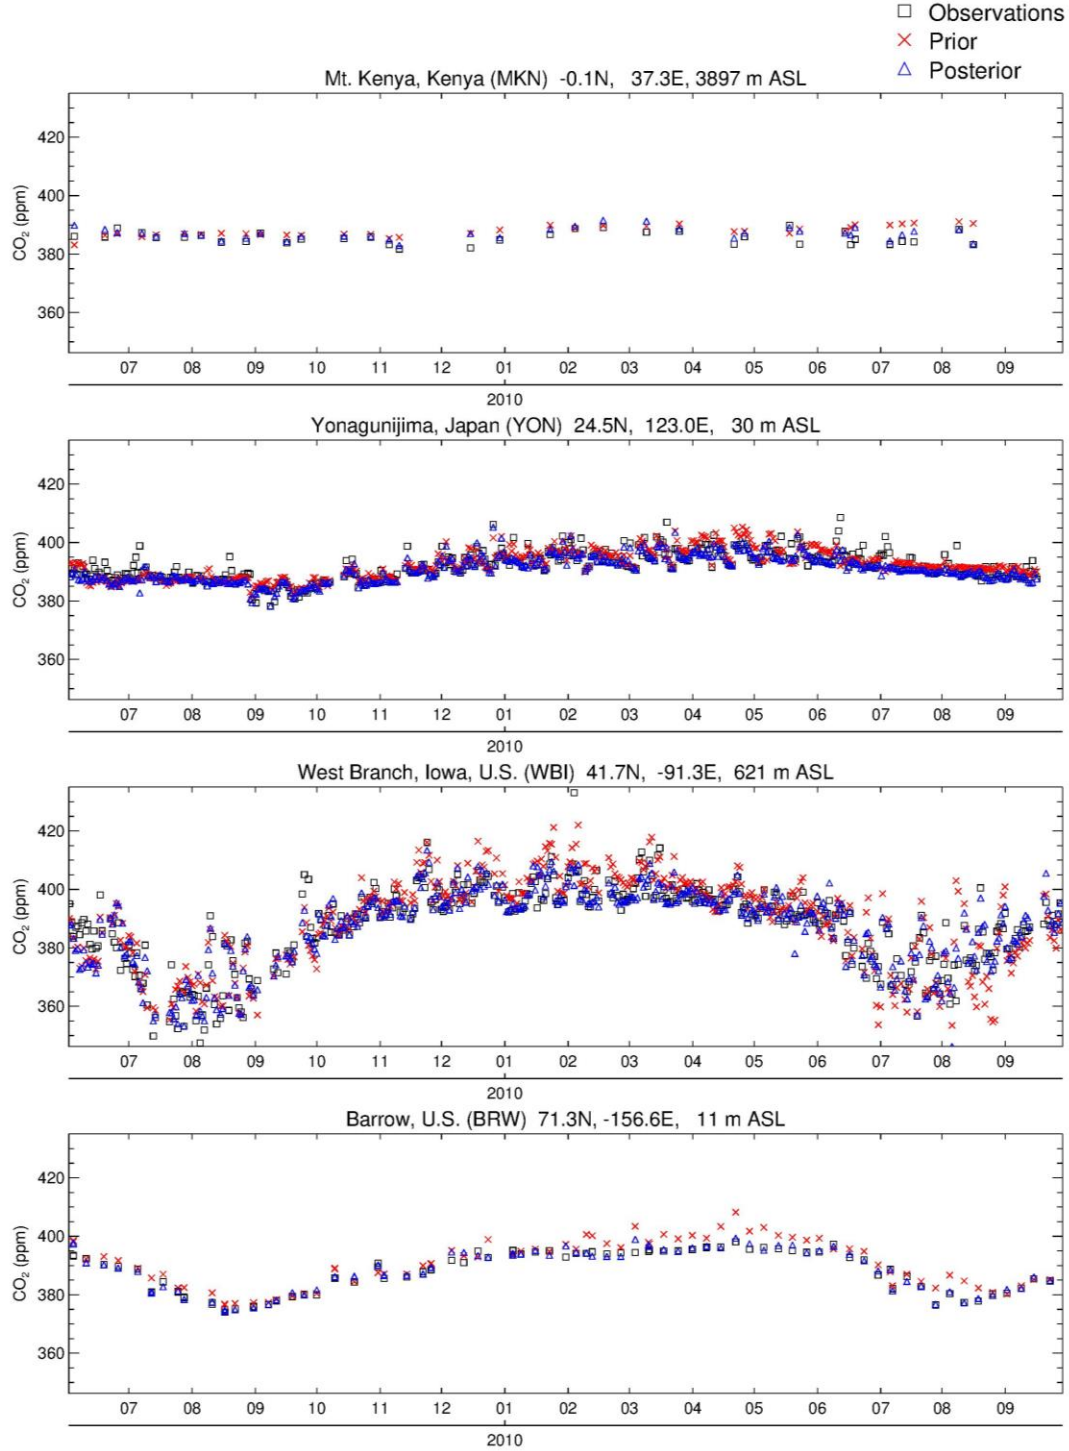 Observations
Prior
Posterior
Mt. Kenya, Kenya (MKN) -0.1N, 37.3E, 3897 m ASL
420
400
380
360
CO2 (ppm)
07 08 09 10 11 12 01 02 03 04 05 06 07 08 09
2010
Yonagunijima, Japan (YON) 24.5N, 123.0E, 30 m ASL
420
400
380
360
CO2 (ppm)
07 08 09 10 11 12 01 02 03 04 05 06 07 08 09
2010
West Branch, Iowa, U.S. (WBI) 41.7N, -91.3E, 621 m ASL
420
400
380
360
CO2 (ppm)
07 08 09 10 11 12 01 02 03 04 05 06 07 08 09
2010
Barrow, U.S. (BRW) 71.3N, -156.6E, 11 m ASL
420
400
380
360
CO2 (ppm)
07 08 09 10 11 12 01 02 03 04 05 06 07 08 09
2010